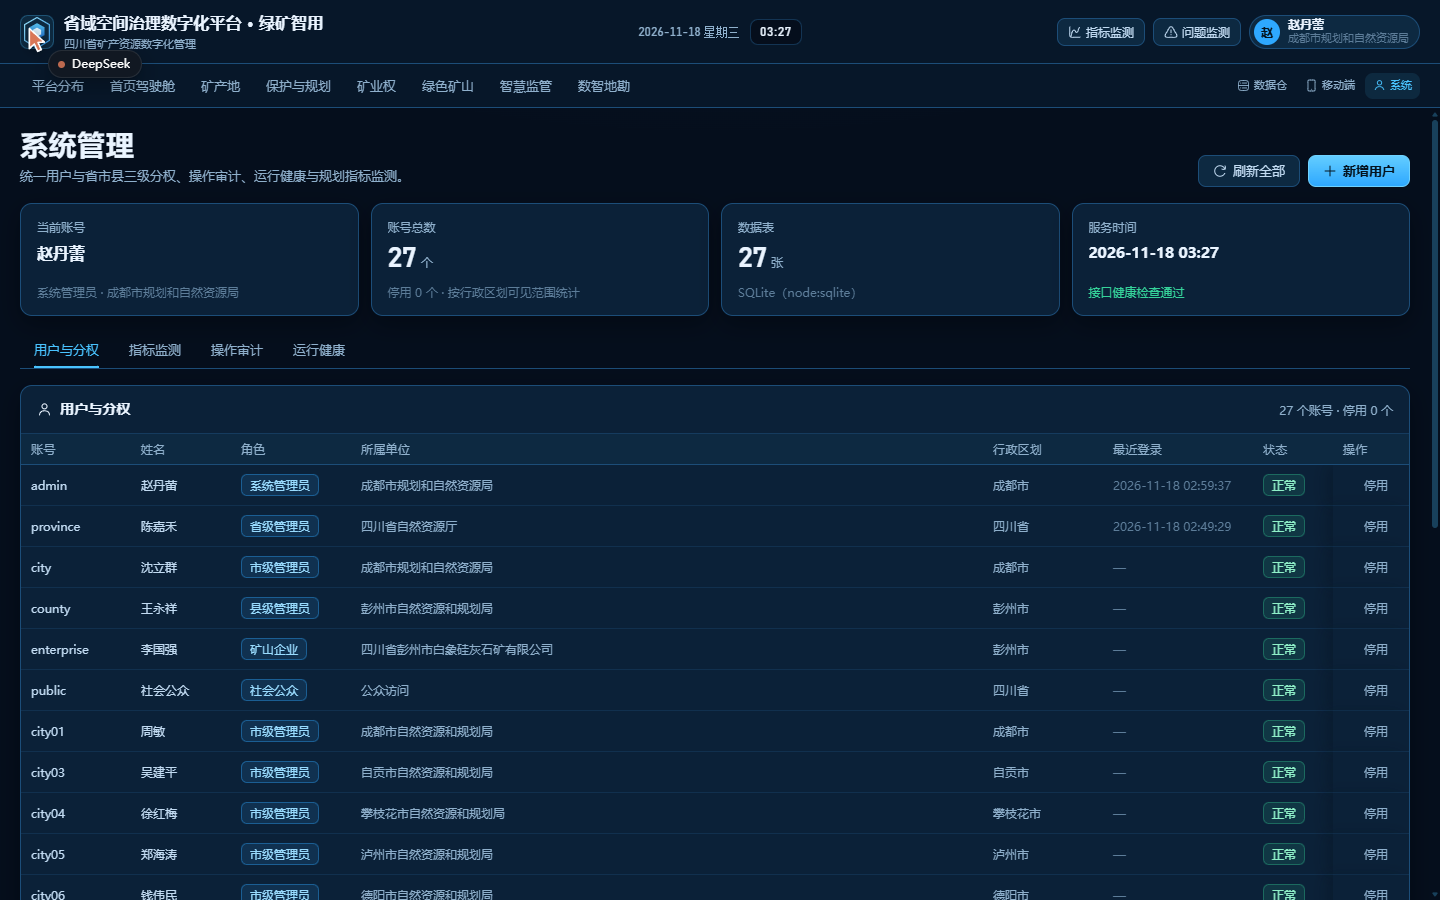 省域空间治理数字化平台 • 绿矿智用
四川省矿产资源数字化管理
DeepSeek
2026-11-18 星期三 03:27
指标监测 问题监测
赵 赵丹蕾
成都市规划和自然资源局
平台分布 首页驾驶舱 矿产地 保护与规划 矿业权 绿色矿山 智慧监管 数智地勘 数据仓 移动端 系统
系统管理
统一用户与省市县三级分权、操作审计、运行健康与规划指标监测。
刷新全部 新增用户
当前账号
赵丹蕾
系统管理员 · 成都市规划和自然资源局
账号总数
27 个
停用 0 个 · 按行政区划可见范围统计
数据表
27 张
SQLite（node:sqlite）
服务时间
2026-11-18 03:27
接口健康检查通过
用户与分权 指标监测 操作审计 运行健康
用户与分权 27 个账号 · 停用 0 个
账号 姓名 角色 所属单位 行政区划 最近登录 状态 操作
admin 赵丹苗 系统管理员 成都市规划和自然资源局 成都市 2026-11-18 02:59:37 正常 停用
province 陈嘉禾 省级管理员 四川省自然资源厅 四川省 2026-11-18 02:49:29 正常 停用
city 沈立群 市级管理员 成都市规划和自然资源局 成都市 — 正常 停用
county 王永祥 县级管理员 彭州市自然资源和规划局 彭州市 — 正常 停用
enterprise 李国强 矿山企业 四川省彭州市白象硅灰石矿有限公司 彭州市 — 正常 停用
public 社会公众 社会公众 公众访问 四川省 — 正常 停用
city01 周敏 市级管理员 成都市自然资源和规划局 成都市 — 正常 停用
city03 吴建平 市级管理员 自贡市自然资源和规划局 自贡市 — 正常 停用
city04 徐红梅 市级管理员 攀枝花市自然资源和规划局 攀枝花市 — 正常 停用
city05 郑海涛 市级管理员 泸州市自然资源和规划局 泸州市 — 正常 停用
city06 钱伟民 市级管理员 德阳市自然资源和规划局 德阳市 — 正常 停用